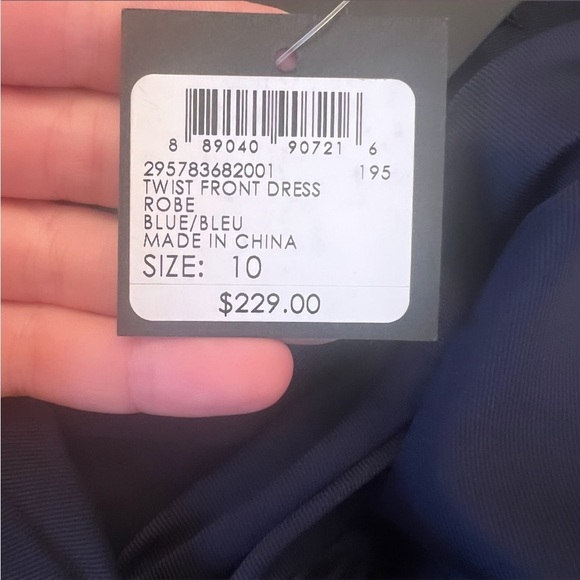 8 89040 90721 6
295783682001 195
TWIST FRONT DRESS
ROBE
BLUE/BLEU
MADE IN CHINA
SIZE: 10
$229.00